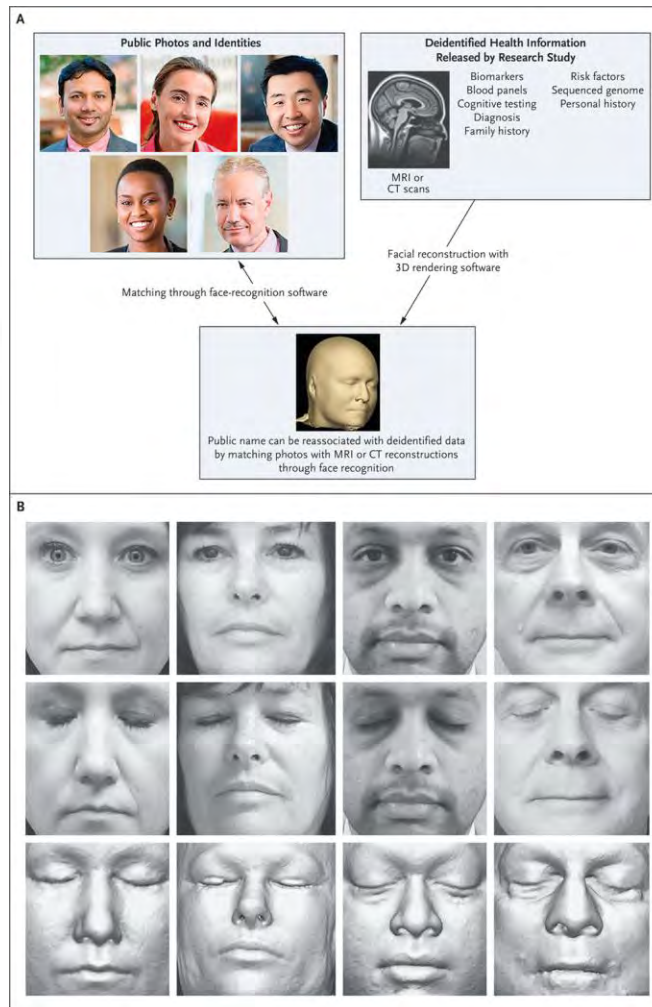 A
Public Photos and Identities
Deidentified Health Information
Released by Research Study
MRI or
CT scans
Biomarkers
Blood panels
Cognitive testing
Diagnosis
Family history
Risk factors
Sequenced genome
Personal history
Matching through face-recognition software
Facial reconstruction with
3D rendering software
Public name can be reassociated with deidentified data
by matching photos with MRI or CT reconstructions
through face recognition
B